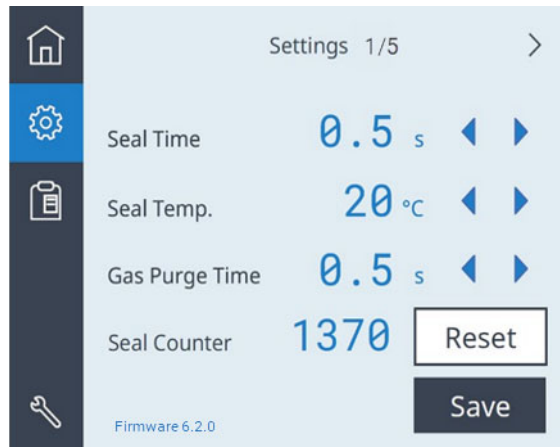 Settings 1/5 >
Seal Time 0.5 s
Seal Temp. 20 °C
Gas Purge Time 0.5 s
Seal Counter 1370 Reset
Save
Firmware 6.2.0